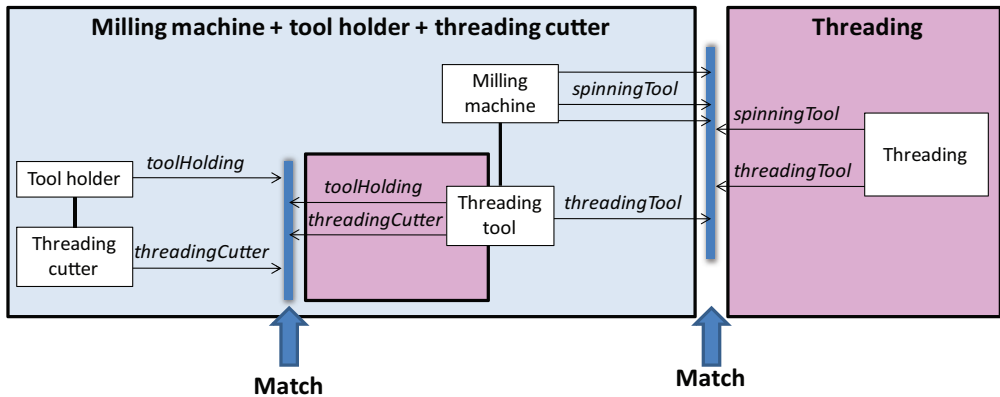 Milling machine + tool holder + threading cutter
Threading
Milling
machine
spinningTool
spinningTool
Threading
Tool holder
toolHolding
toolHolding
threadingTool
Threading
cutter
threadingCutter
threadingCutter
Threading
tool
threadingTool
Match
Match